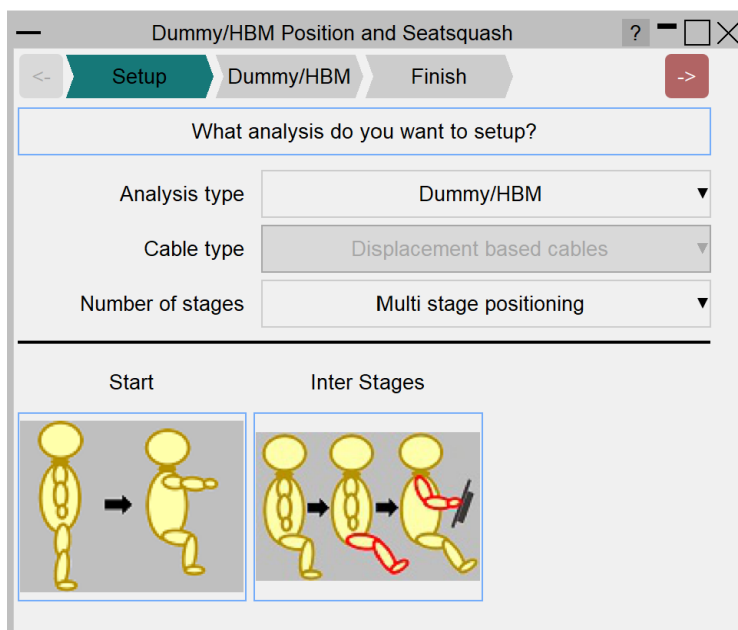 Dummy/HBM Position and Seatsquash ?
<- Setup Dummy/HBM Finish ->
What analysis do you want to setup?
Analysis type Dummy/HBM
Cable type Displacement based cables
Number of stages Multi stage positioning
Start Inter Stages